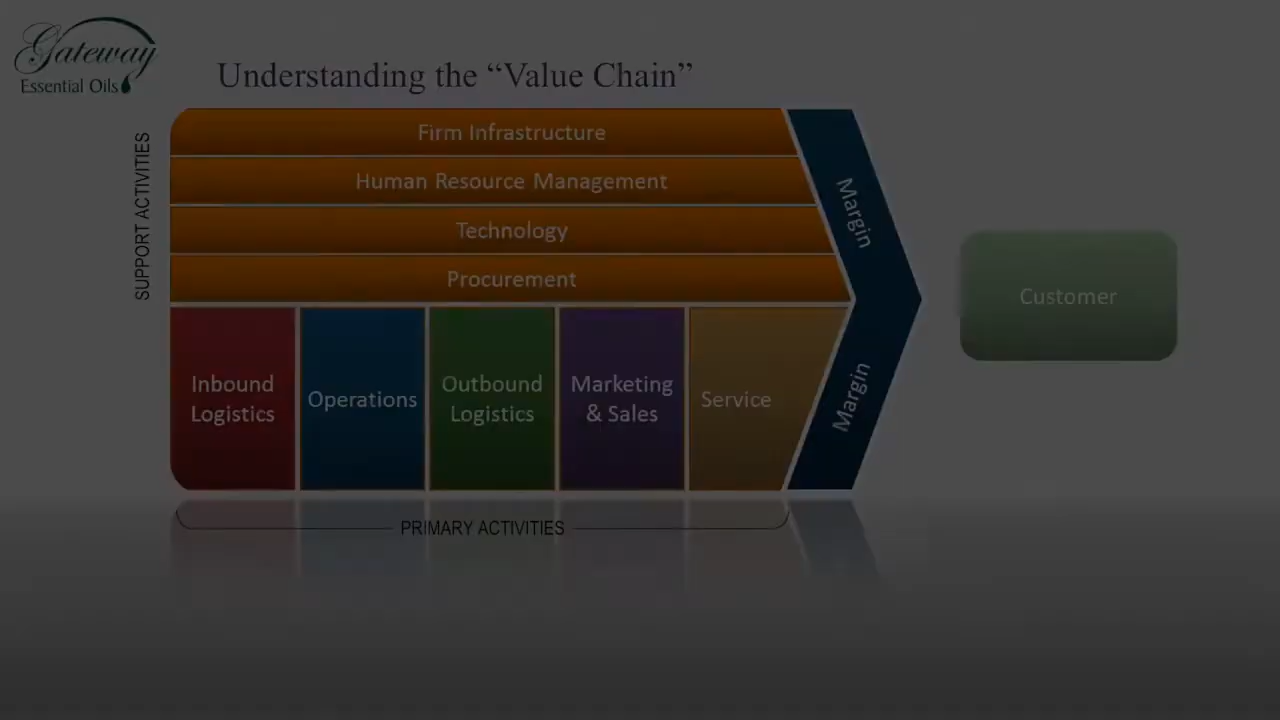 Gateway
Essential Oils
Understanding the “Value Chain”
SUPPORT ACTIVITIES
Firm Infrastructure
Human Resource Management
Technology
Procurement
Margin
Customer
Inbound
Logistics
Operations
Outbound
Logistics
Marketing
& Sales
Service
Margin
PRIMARY ACTIVITIES